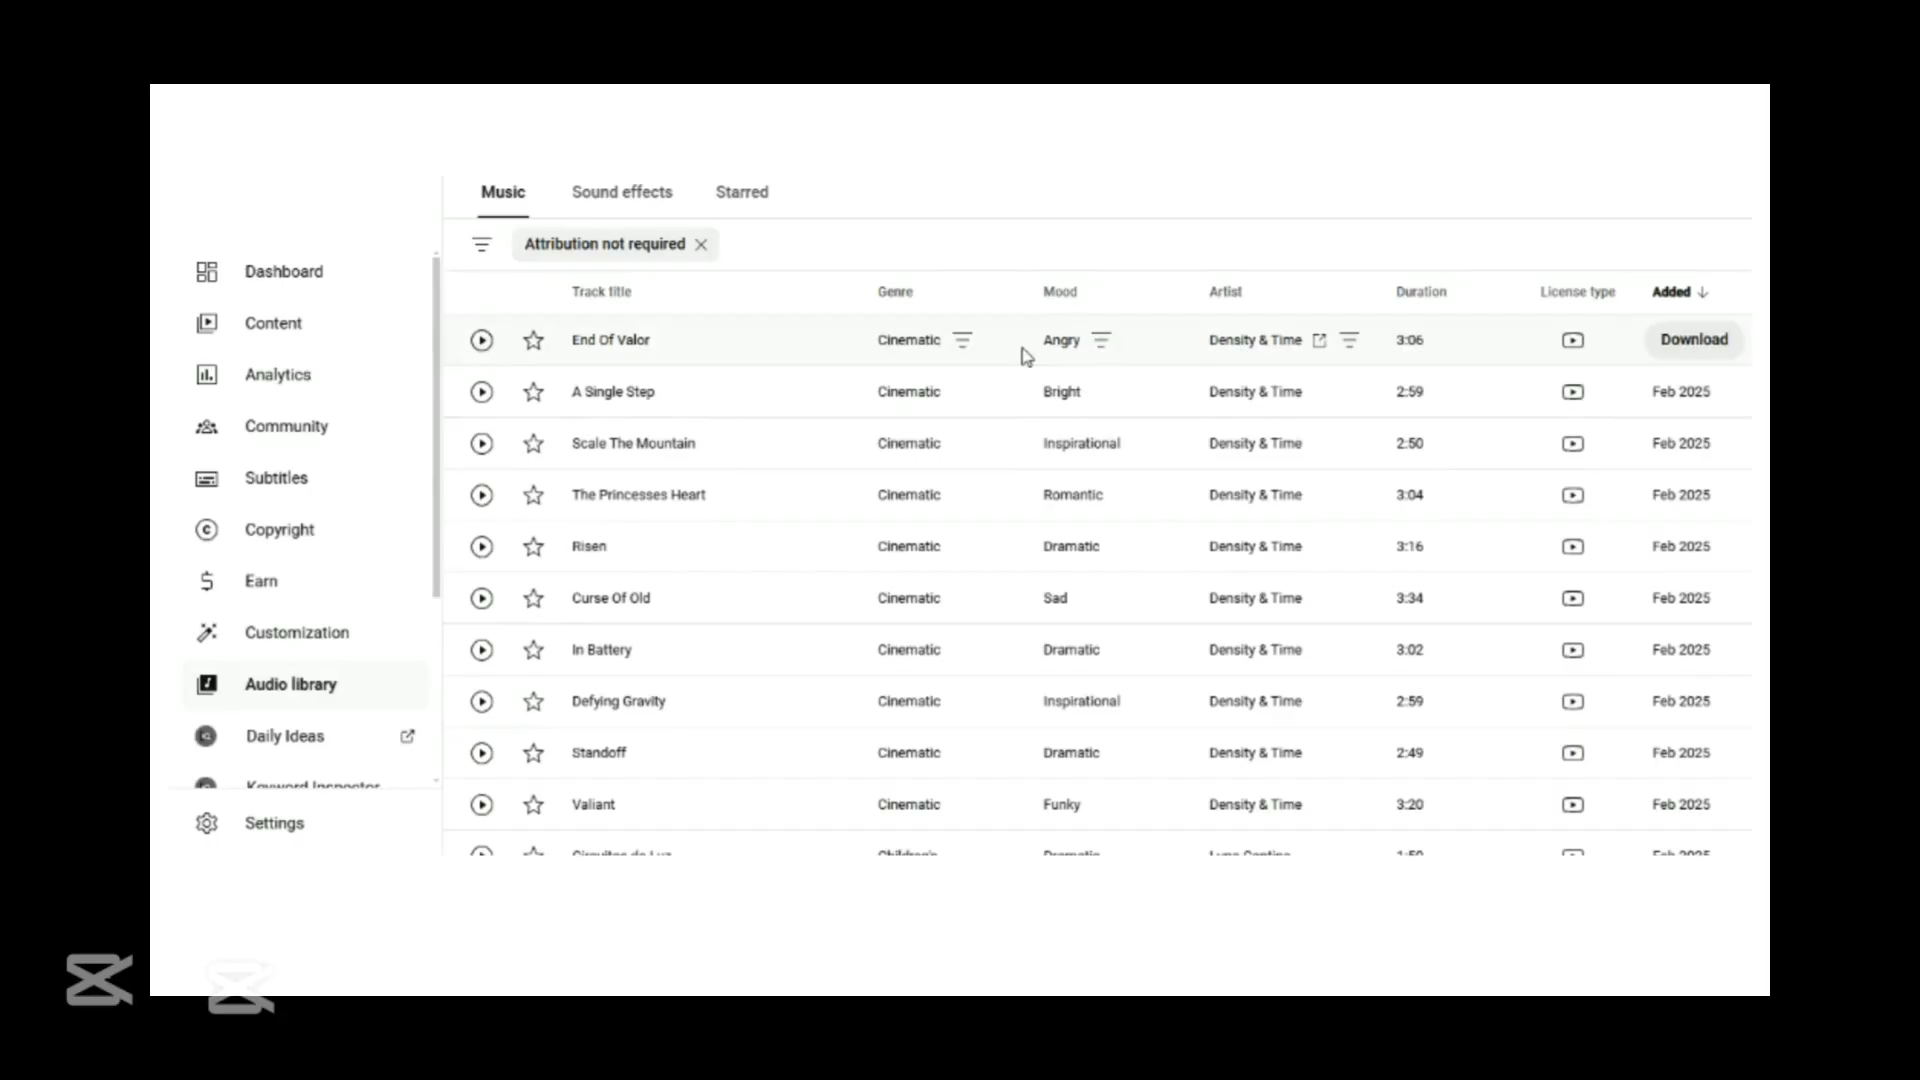 Music Sound effects Starred
Attribution not required
Track title Genre Mood Artist Duration License type Added
End Of Valor Cinematic Angry Density & Time 3:06 Download
A Single Step Cinematic Bright Density & Time 2:59 Feb 2025
Scale The Mountain Cinematic Inspirational Density & Time 2:50 Feb 2025
The Princesses Heart Cinematic Romantic Density & Time 3:04 Feb 2025
Risen Cinematic Dramatic Density & Time 3:16 Feb 2025
Curse Of Old Cinematic Sad Density & Time 3:34 Feb 2025
In Battery Cinematic Dramatic Density & Time 3:02 Feb 2025
Defying Gravity Cinematic Inspirational Density & Time 2:59 Feb 2025
Standoff Cinematic Dramatic Density & Time 2:49 Feb 2025
Valiant Cinematic Funky Density & Time 3:20 Feb 2025
Dashboard
Content
Analytics
Community
Subtitles
Copyright
Earn
Customization
Audio library
Daily Ideas
Keyword Inspector
Settings